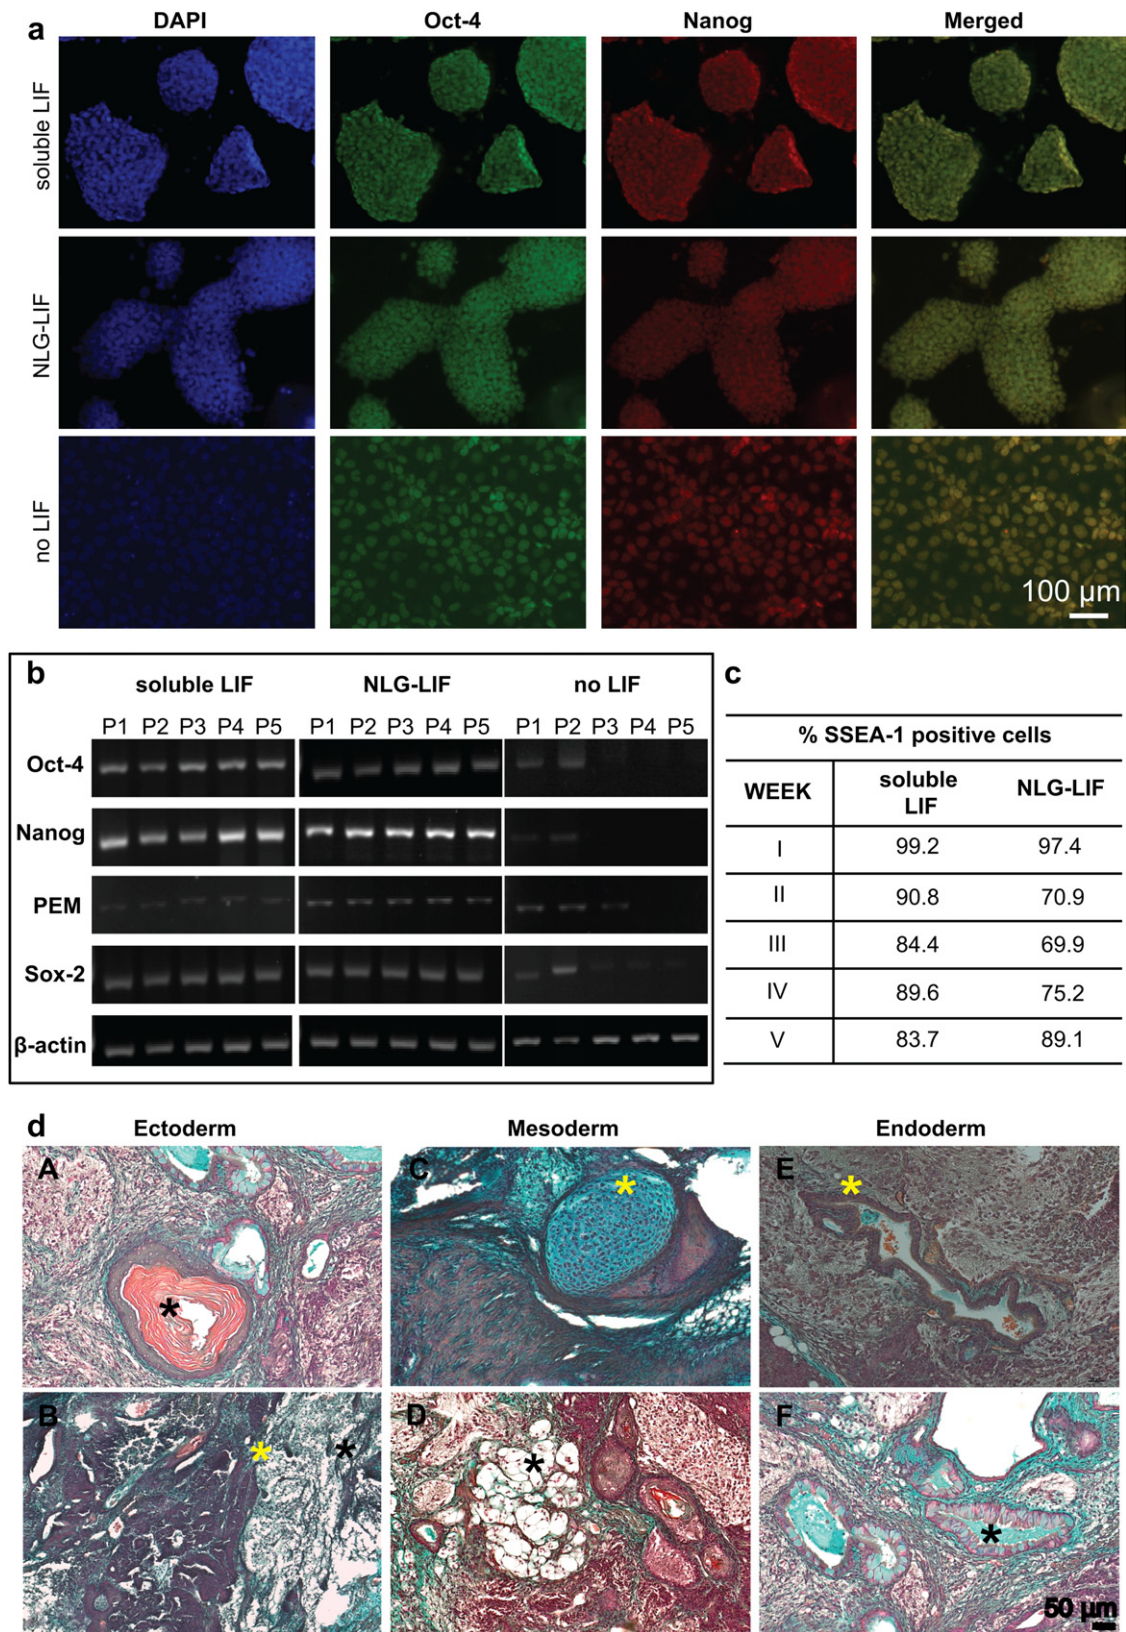 a
DAPI Oct-4 Nanog Merged
soluble LIF
NLG-LIF
no LIF
100 µm
b
soluble LIF NLG-LIF no LIF
P1 P2 P3 P4 P5 P1 P2 P3 P4 P5 P1 P2 P3 P4 P5
Oct-4
Nanog
PEM
Sox-2
β-actin
c
% SSEA-1 positive cells
WEEK soluble LIF NLG-LIF
I 99.2 97.4
II 90.8 70.9
III 84.4 69.9
IV 89.6 75.2
V 83.7 89.1
d
Ectoderm Mesoderm Endoderm
A * C * E *
B * * D * F *
50 µm